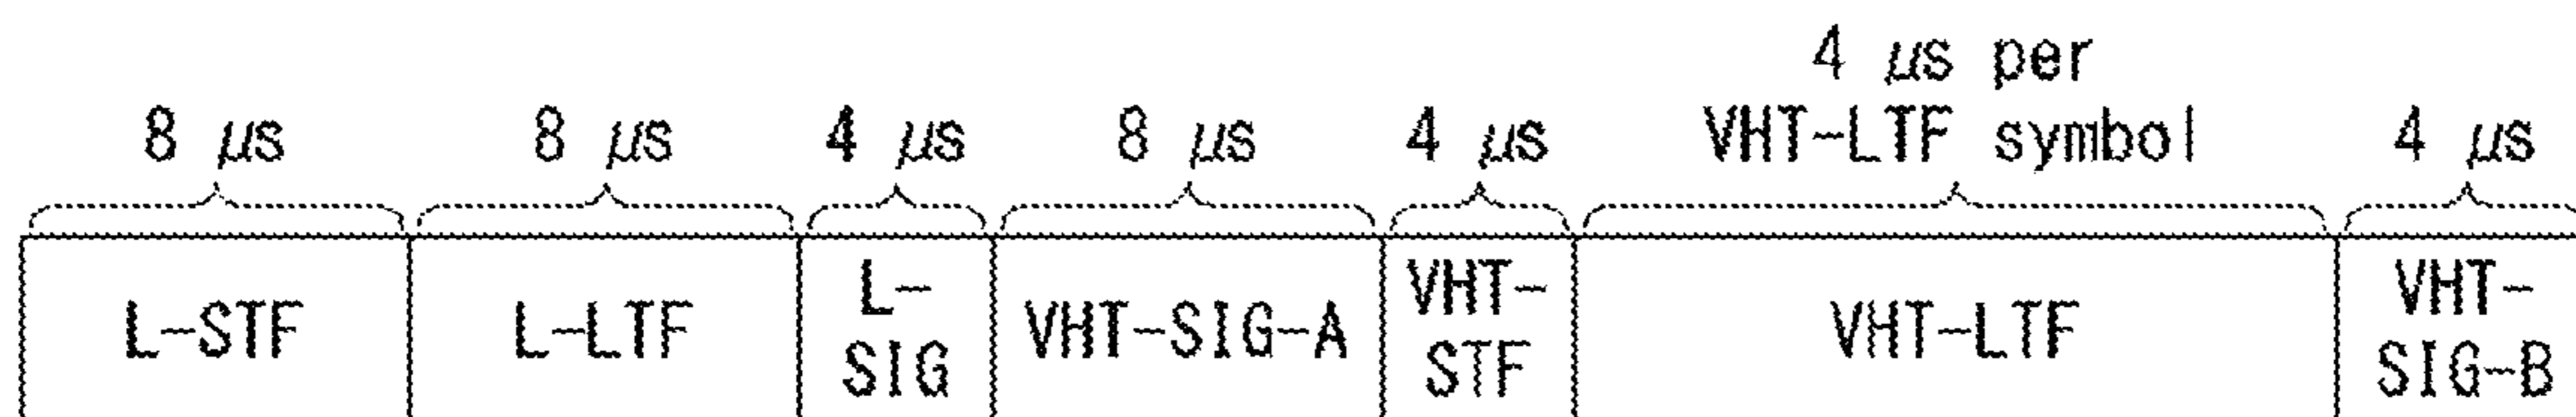 4 μs per
8 μs 8 μs 4 μs 8 μs 4 μs VHT-LTF symbol 4 μs
L-STF L-LTF L-
SIG VHT-SIG-A VHT-
STF VHT-LTF VHT-
SIG-B